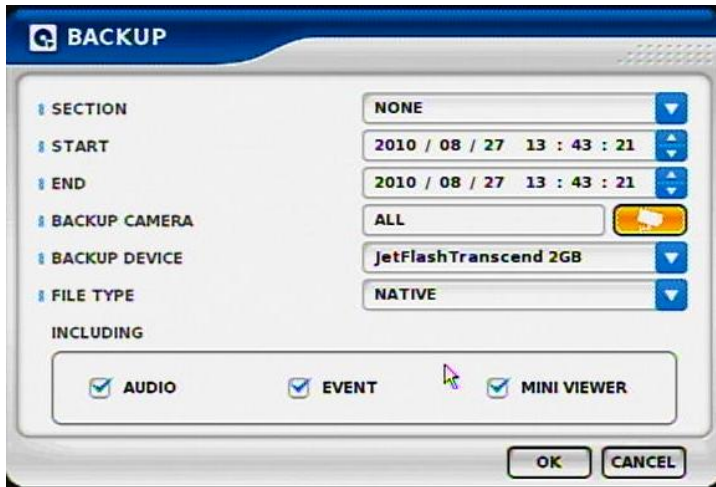 BACKUP
SECTION NONE
START 2010 / 08 / 27 13 : 43 : 21
END 2010 / 08 / 27 13 : 43 : 21
BACKUP CAMERA ALL
BACKUP DEVICE JetFlashTranscend 2GB
FILE TYPE NATIVE
INCLUDING
AUDIO EVENT MINI VIEWER
OK CANCEL